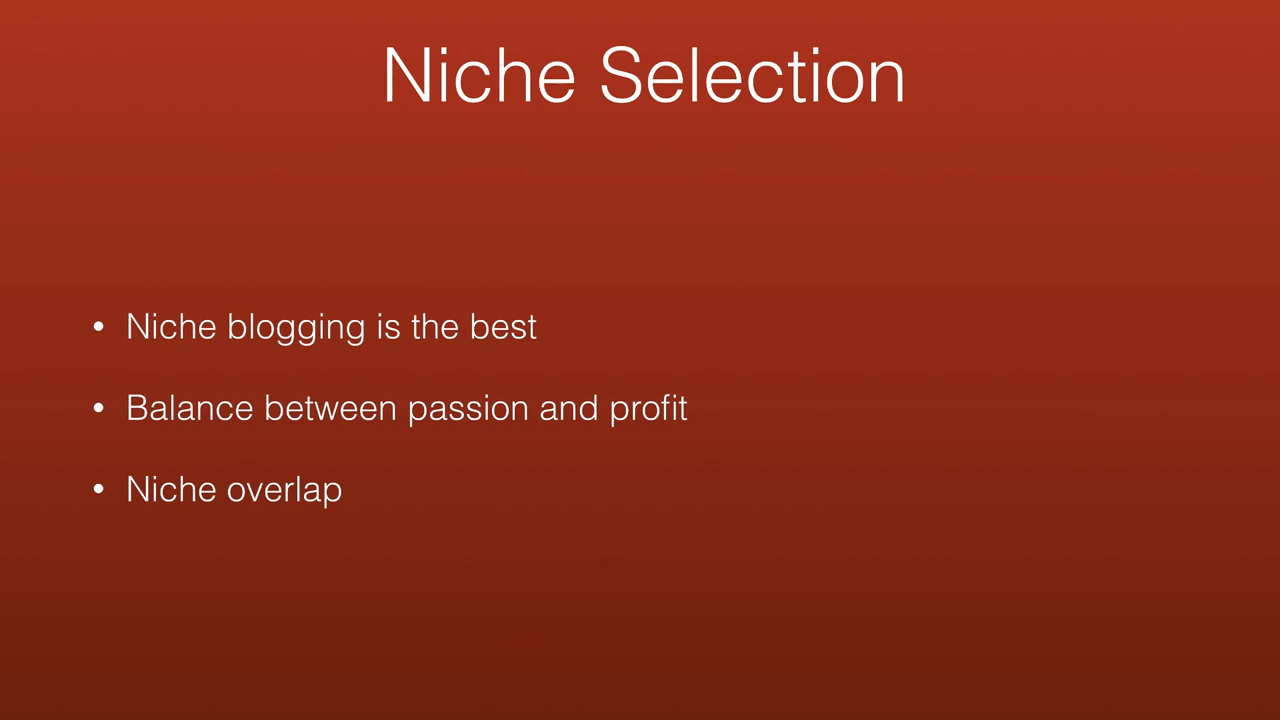 Niche Selection
• Niche blogging is the best
• Balance between passion and profit
• Niche overlap